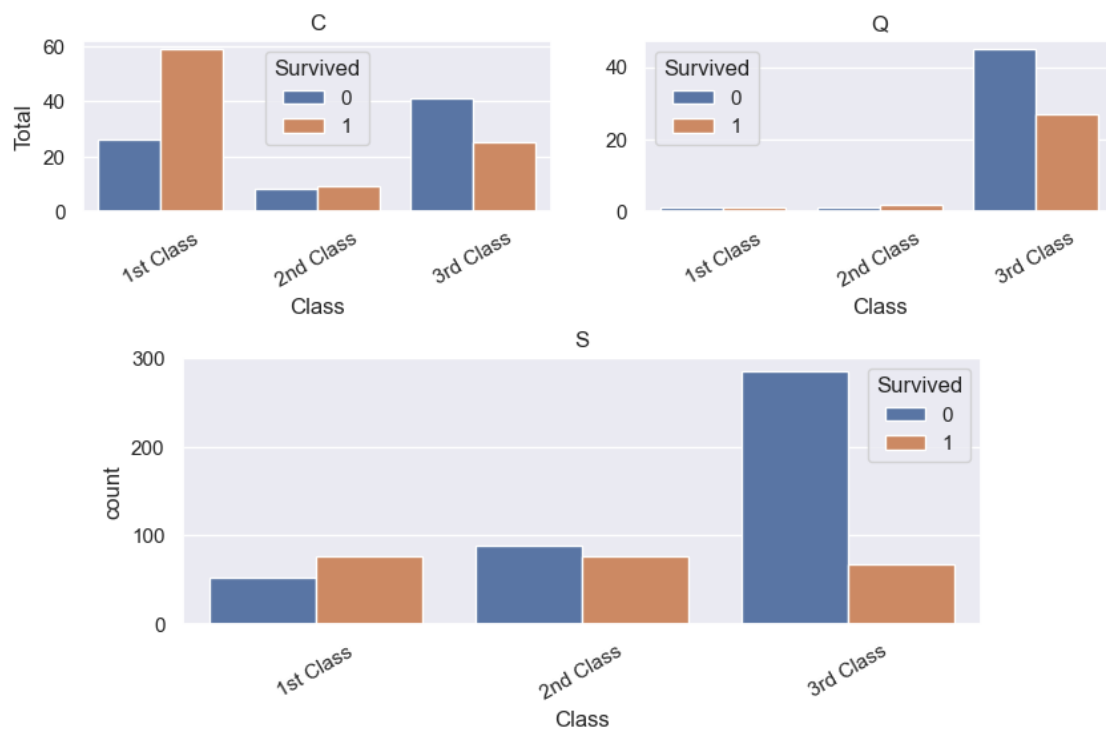 C
Survived
0
1
60
40
20
0
Total
1st Class
2nd Class
3rd Class
Class
Q
Survived
0
1
40
20
0
1st Class
2nd Class
3rd Class
Class
S
Survived
0
1
300
200
100
0
count
1st Class
2nd Class
3rd Class
Class